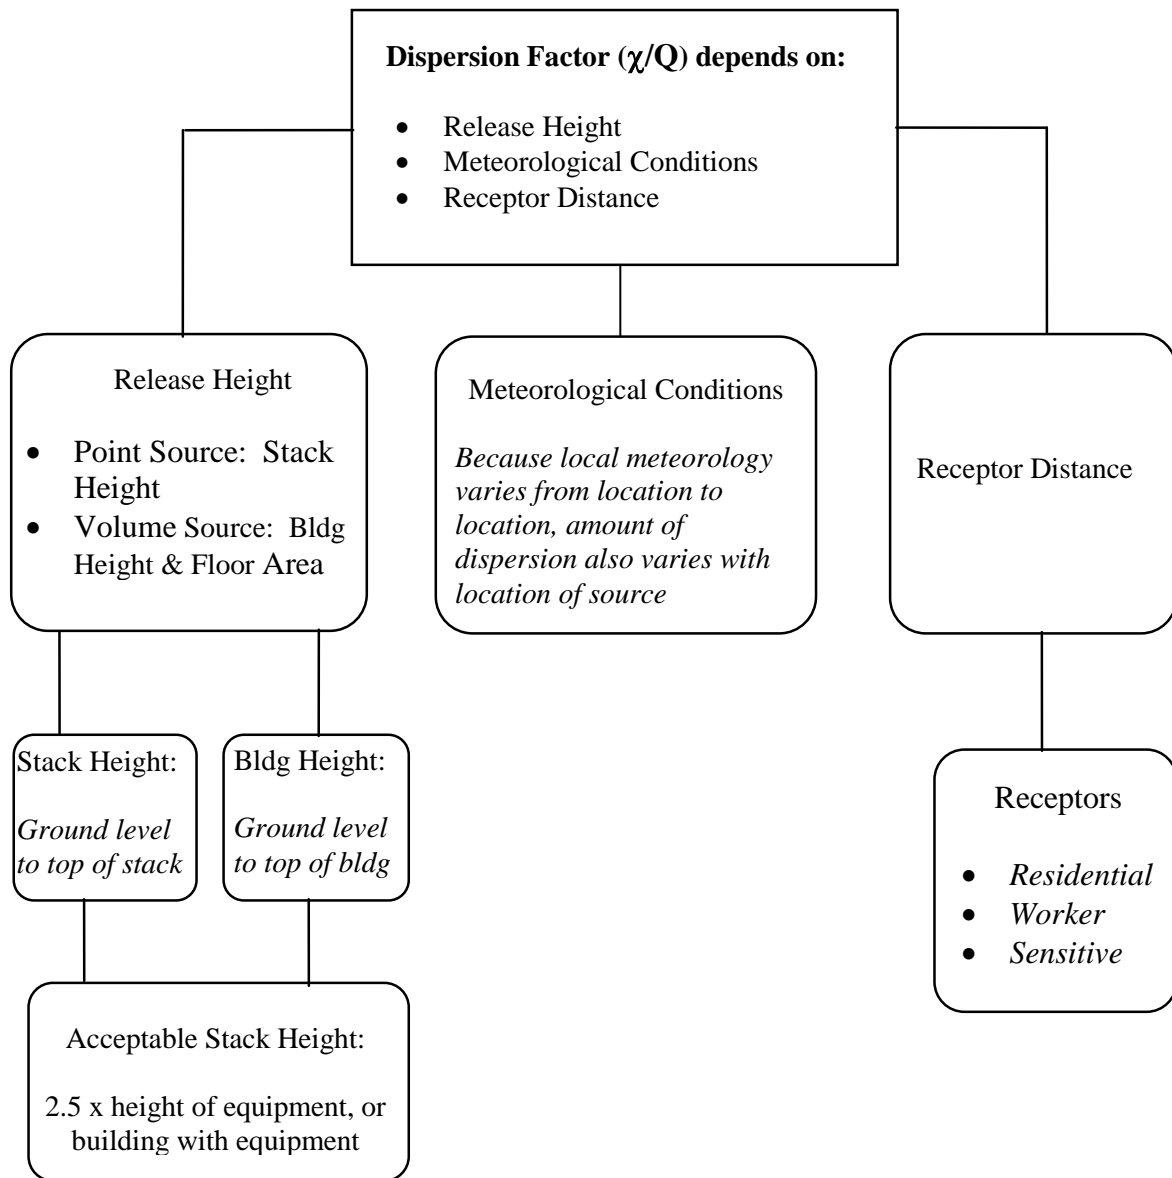 Dispersion Factor (χ/Q) depends on:
• Release Height
• Meteorological Conditions
• Receptor Distance
Release Height
• Point Source: Stack
Height
• Volume Source: Bldg
Height & Floor Area
Meteorological Conditions
Because local meteorology
varies from location to
location, amount of
dispersion also varies with
location of source
Receptor Distance
Stack Height:
Ground level
to top of stack
Bldg Height:
Ground level
to top of bldg
Receptors
• Residential
• Worker
• Sensitive
Acceptable Stack Height:
2.5 x height of equipment, or
building with equipment